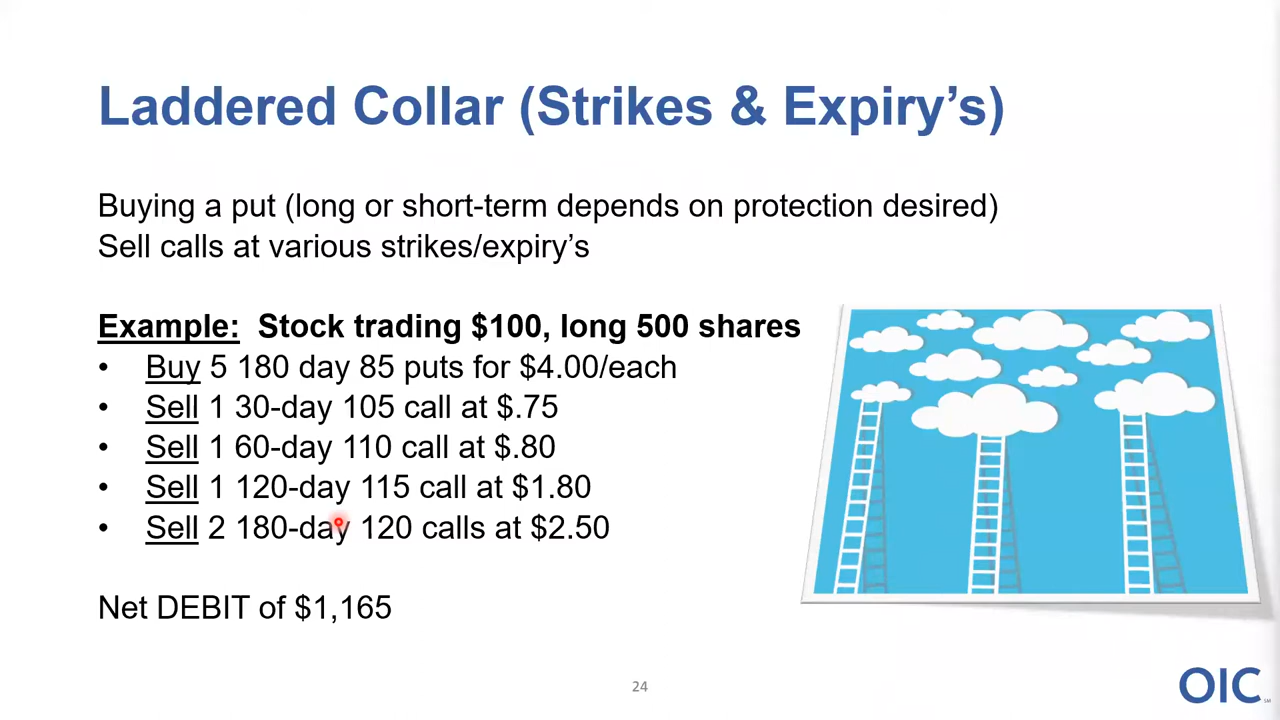 Laddered Collar (Strikes & Expiry’s)
Buying a put (long or short-term depends on protection desired)
Sell calls at various strikes/expiry’s
Example: Stock trading $100, long 500 shares
• Buy 5 180 day 85 puts for $4.00/each
• Sell 1 30-day 105 call at $.75
• Sell 1 60-day 110 call at $.80
• Sell 1 120-day 115 call at $1.80
• Sell 2 180-day 120 calls at $2.50
Net DEBIT of $1,165
24
OIC